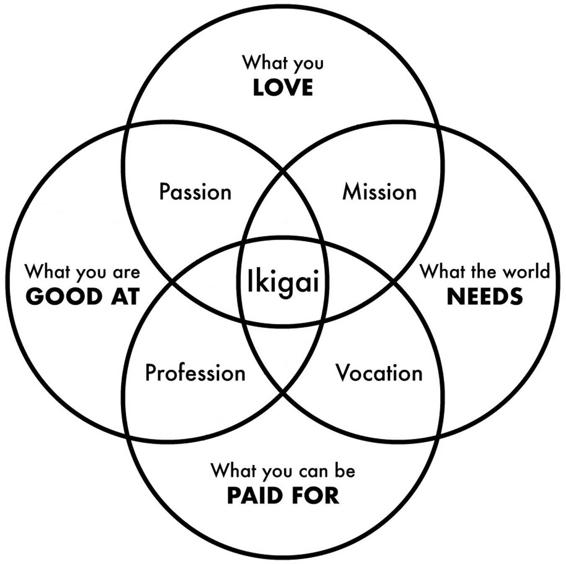 What you
LOVE
Passion
Mission
What you are
GOOD AT
Ikigai
What the world
NEEDS
Profession
Vocation
What you can be
PAID FOR